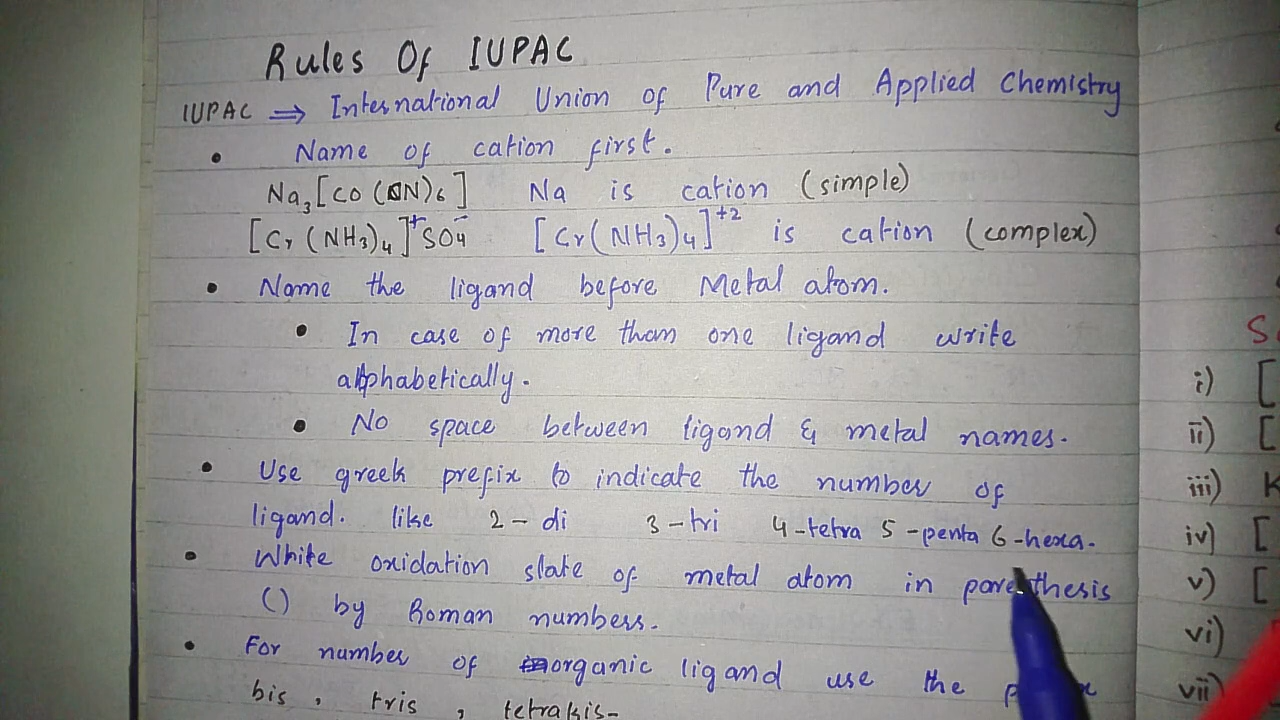 Rules Of IUPAC
IUPAC ⇒ International Union of Pure and Applied Chemistry
• Name of cation first.
Na₃[CO(CN)₆] Na is cation (simple)
[Cr(NH₃)₄]⁺SO₄⁻ [Cr(NH₃)₄]⁺² is cation (complex)
• Name the ligand before Metal atom.
• In case of more than one ligand write
alphabetically.
• No space between ligand & metal names.
• Use greek prefix to indicate the number of
ligand. like 2-di 3-tri 4-tetra 5-penta 6-hexa.
• White oxidation state of metal atom in parenthesis
() by Roman numbers.
• For number of organic ligand use the
bis, tris, tetrakis-
S
i) [
ii) [
iii) K
iv) [
v) [
vi)
vii)